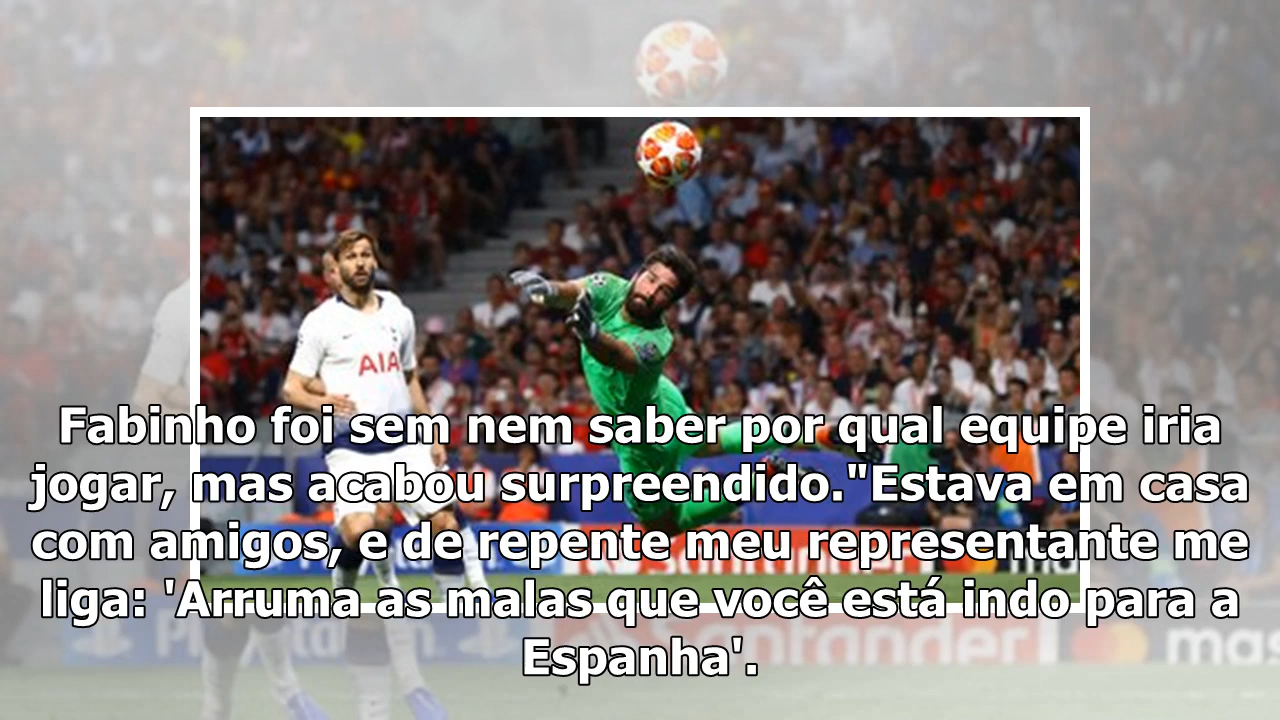 AIA
Fabinho foi sem nem saber por qual equipe iria
jogar, mas acabou surpreendido."Estava em casa
com amigos, e de repente meu representante me
liga: 'Arruma as malas que você está indo para a
Espanha'.
Santander